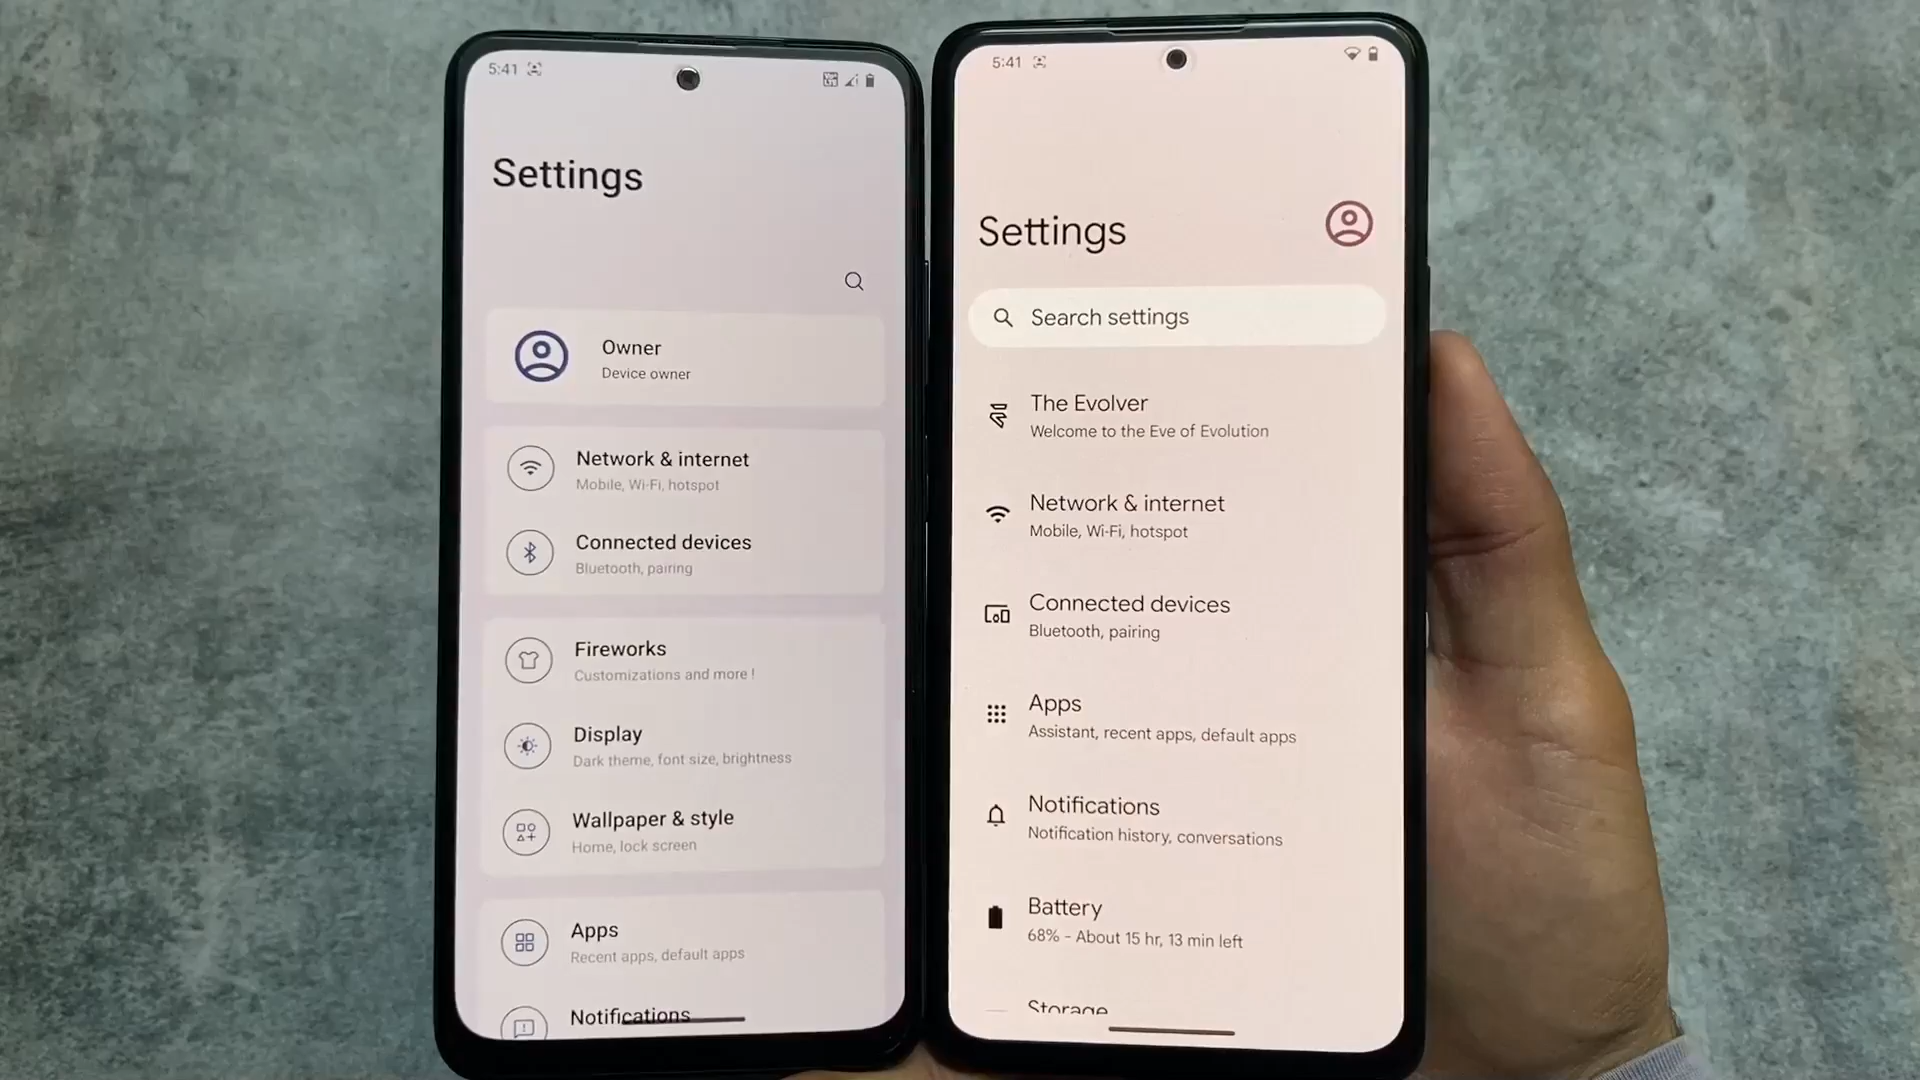 5:41
Settings
Owner
Device owner
Network & internet
Mobile, Wi-Fi, hotspot
Connected devices
Bluetooth, pairing
Fireworks
Customizations and more !
Display
Dark theme, font size, brightness
Wallpaper & style
Home, lock screen
Apps
Recent apps, default apps
Notifications
5:41
Settings
Search settings
The Evolver
Welcome to the Eve of Evolution
Network & internet
Mobile, Wi-Fi, hotspot
Connected devices
Bluetooth, pairing
Apps
Assistant, recent apps, default apps
Notifications
Notification history, conversations
Battery
68% - About 15 hr, 13 min left
Storage